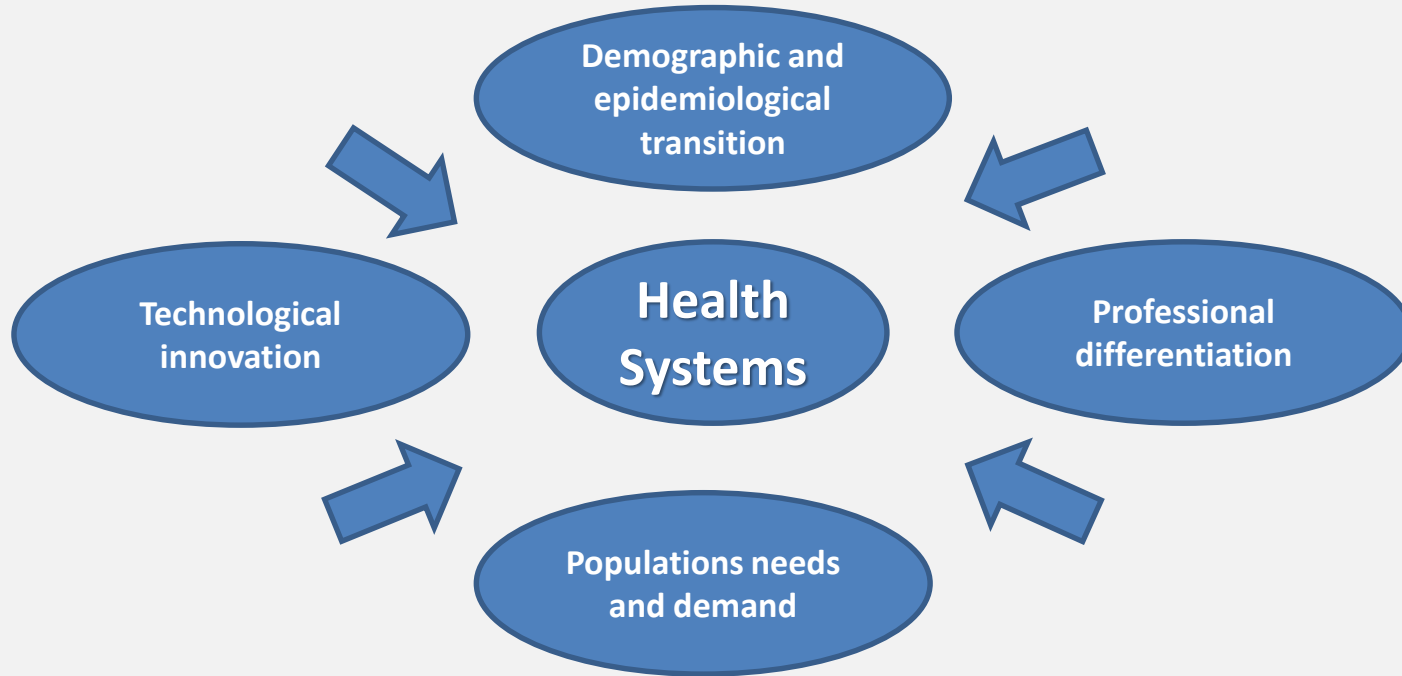 Demographic and
epidemiological
transition
Technological
innovation
Health
Systems
Professional
differentiation
Populations needs
and demand